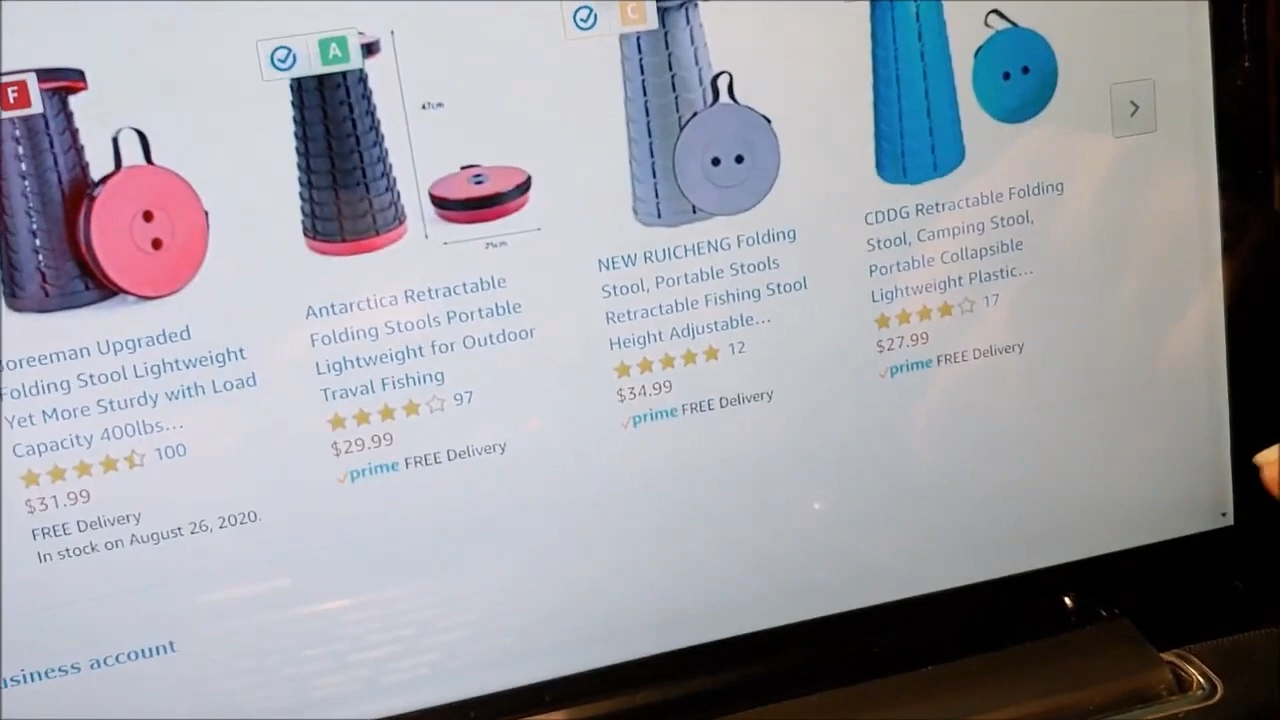 F
oreeman Upgraded
Folding Stool Lightweight
Yet More Sturdy with Load
Capacity 400lbs...
100
$31.99
FREE Delivery
In stock on August 26, 2020.
A
47cm
Antarctica Retractable
Folding Stools Portable
Lightweight for Outdoor
Traval Fishing
97
$29.99
prime FREE Delivery
C
NEW RUICHENG Folding
Stool, Portable Stools
Retractable Fishing Stool
Height Adjustable...
12
$34.99
prime FREE Delivery
CDDG Retractable Folding
Stool, Camping Stool,
Portable Collapsible
Lightweight Plastic...
17
$27.99
prime FREE Delivery
usiness account